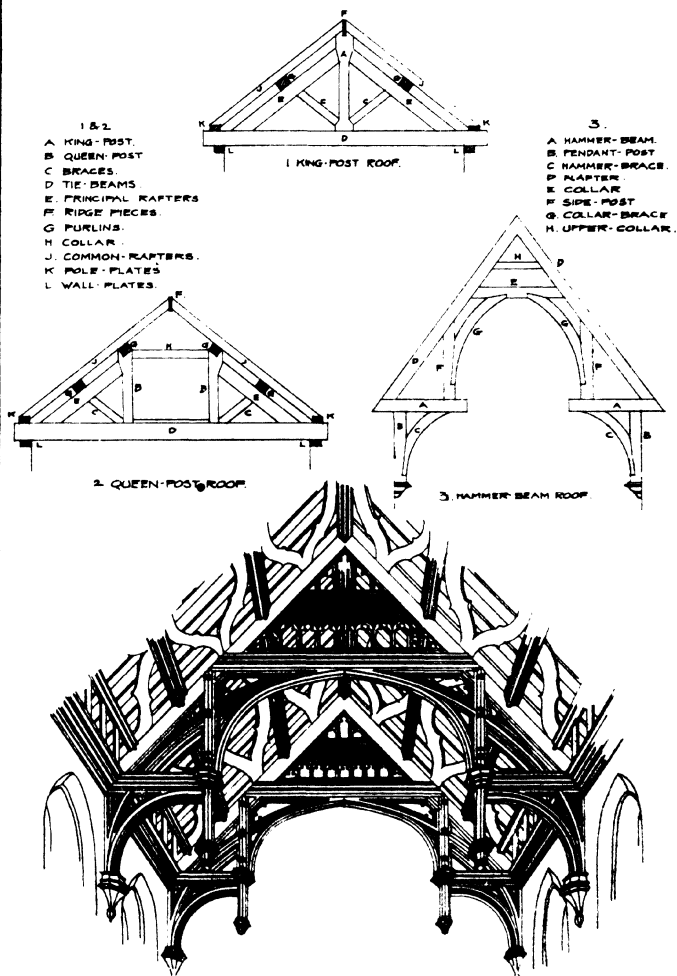 F
A
G
G
J
J
E
C
C
E
K
K
D
L
L
1 KING-POST ROOF.
1 & 2
A KING-POST.
B QUEEN-POST
C BRACES.
D TIE-BEAMS.
E. PRINCIPAL RAFTERS
F RIDGE PIECES.
G PURLINS.
H COLLAR.
J. COMMON-RAFTERS.
K POLE-PLATES
L WALL-PLATES.
3.
A HAMMER-BEAM.
B. PENDANT-POST
C HAMMER-BRACE.
D RAFTER.
E COLLAR
F SIDE-POST
G. COLLAR-BRACE
H. UPPER-COLLAR.
F.
G
H
G
J
J
B
B
G
G
E
E
C
C
K
K
D
L
L
2 QUEEN-POST ROOF.
D
H
E
G
G
D
F
F
A
A
B
C
C
B
3. HAMMER-BEAM ROOF.